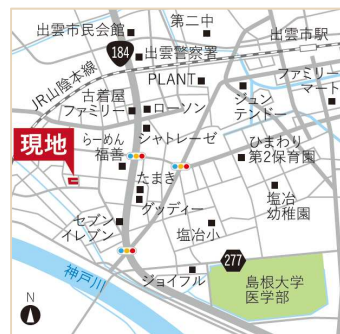 出雲市民会館
第二中
出雲市駅
184
出雲警察署
JR山陰本線
PLANT
ファミリー
マート
古着屋
ファミリー
ローソン
ジュン
テンドー
現地
らーめん
福善
シャトレーゼ
ひまわり
第2保育園
たまき
グッディー
塩冶
幼稚園
セブン
イレブン
塩冶小
神戸川
ジョイフル
277
島根大学
医学部
N